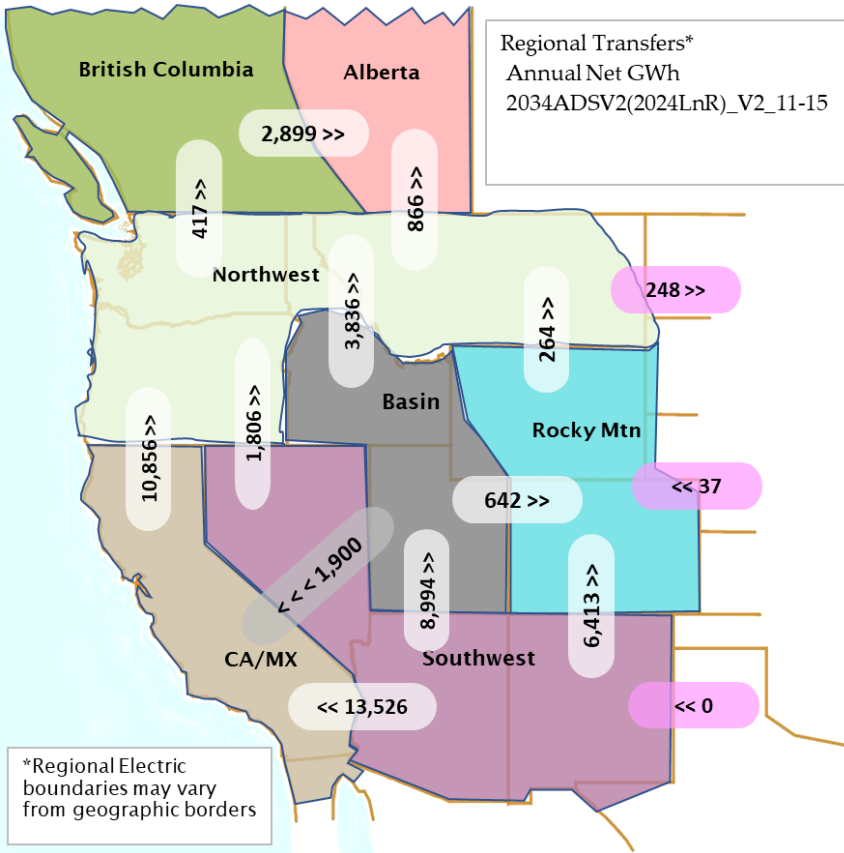 Regional Transfers*
Annual Net GWh
2034ADSV2(2024LnR)_V2_11-15
British Columbia
Alberta
2,899 >>
417 >>
866 >>
Northwest
3,836 >>
264 >>
248 >>
10,856 >>
1,806 >>
Basin
Rocky Mtn
642 >>
<< 37
< < < 1,900
8,994 >>
6,413 >>
CA/MX
Southwest
<< 13,526
<< 0
*Regional Electric
boundaries may vary
from geographic borders